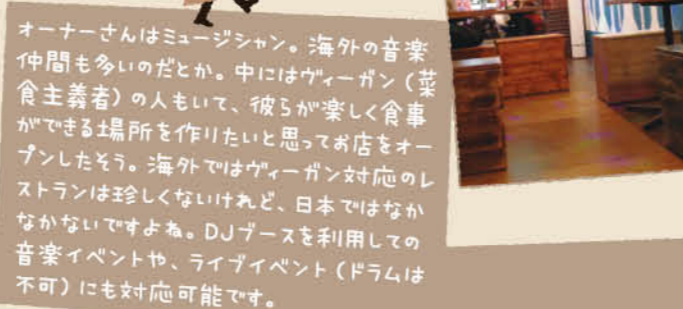 オーナーさんはミュージシャン。海外の音楽
仲間も多いのだとか。中にはヴィーガン(菜
食主義者)の人もいて、彼らが楽しく食事
ができる場所を作りたいと思ってお店をオー
プンしたそう。海外ではヴィーガン対応のレ
ストランは珍しくないけれど、日本ではなか
なかないですよね。DJブースを利用しての
音楽イベントや、ライブイベント(ドラムは
不可)にも対応可能です。